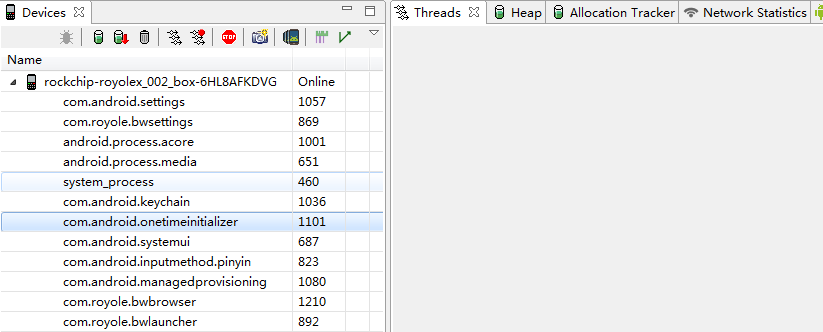 Devices
Threads
Heap
Allocation Tracker
Network Statistics
Name
rockchip-royolex_002_box-6HL8AFKDVG Online
com.android.settings 1057
com.royole.bwsettings 869
android.process.acore 1001
android.process.media 651
system_process 460
com.android.keychain 1036
com.android.onetimeinitializer 1101
com.android.systemui 687
com.android.inputmethod.pinyin 823
com.android.managedprovisioning 1080
com.royole.bwbrowser 1210
com.royole.bwlauncher 892